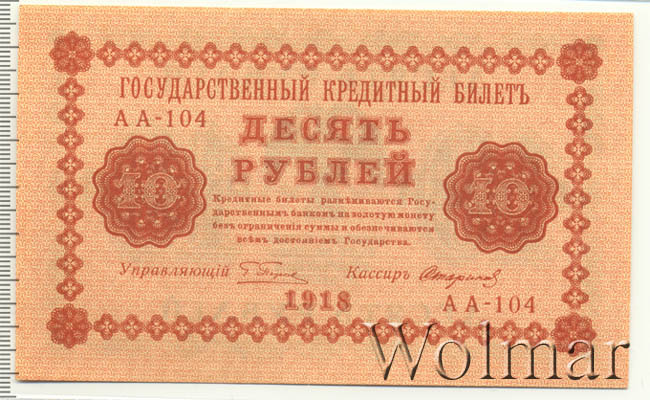 ГОСУДАРСТВЕННЫЙ КРЕДИТНЫЙ БИЛЕТЪ
АА-104
ДЕСЯТЬ
РУБЛЕЙ
10
10
Кредитные билеты размѣниваются Госу-
дарственнымъ банкомъ на золотую монету
безъ ограниченія суммы и обезпечиваются
всѣмъ достояніемъ Государства.
Управляющій
Кассиръ
1918
АА-104
Wolmar